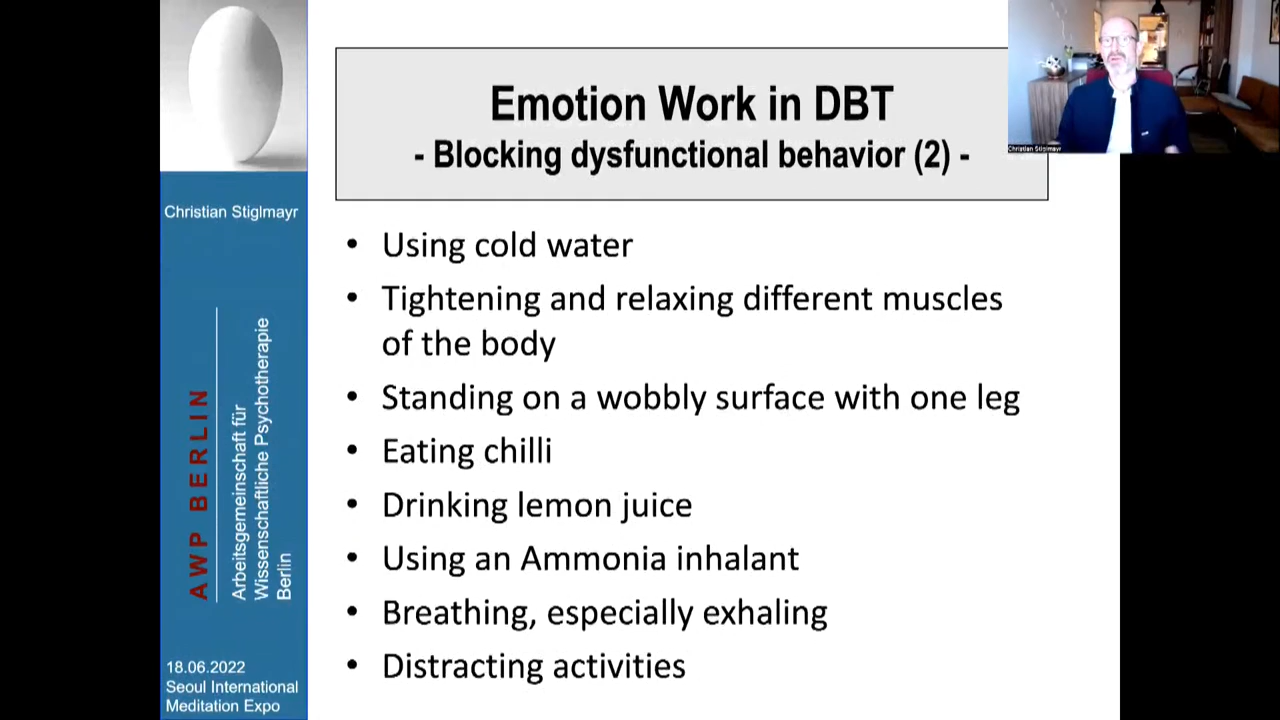 Emotion Work in DBT
- Blocking dysfunctional behavior (2) -
Christian Stiglmayr
Christian Stiglmayr
• Using cold water
• Tightening and relaxing different muscles
of the body
• Standing on a wobbly surface with one leg
• Eating chilli
• Drinking lemon juice
• Using an Ammonia inhalant
• Breathing, especially exhaling
• Distracting activities
AWP BERLIN
Arbeitsgemeinschaft für
Wissenschaftliche Psychotherapie
Berlin
18.06.2022
Seoul International
Meditation Expo